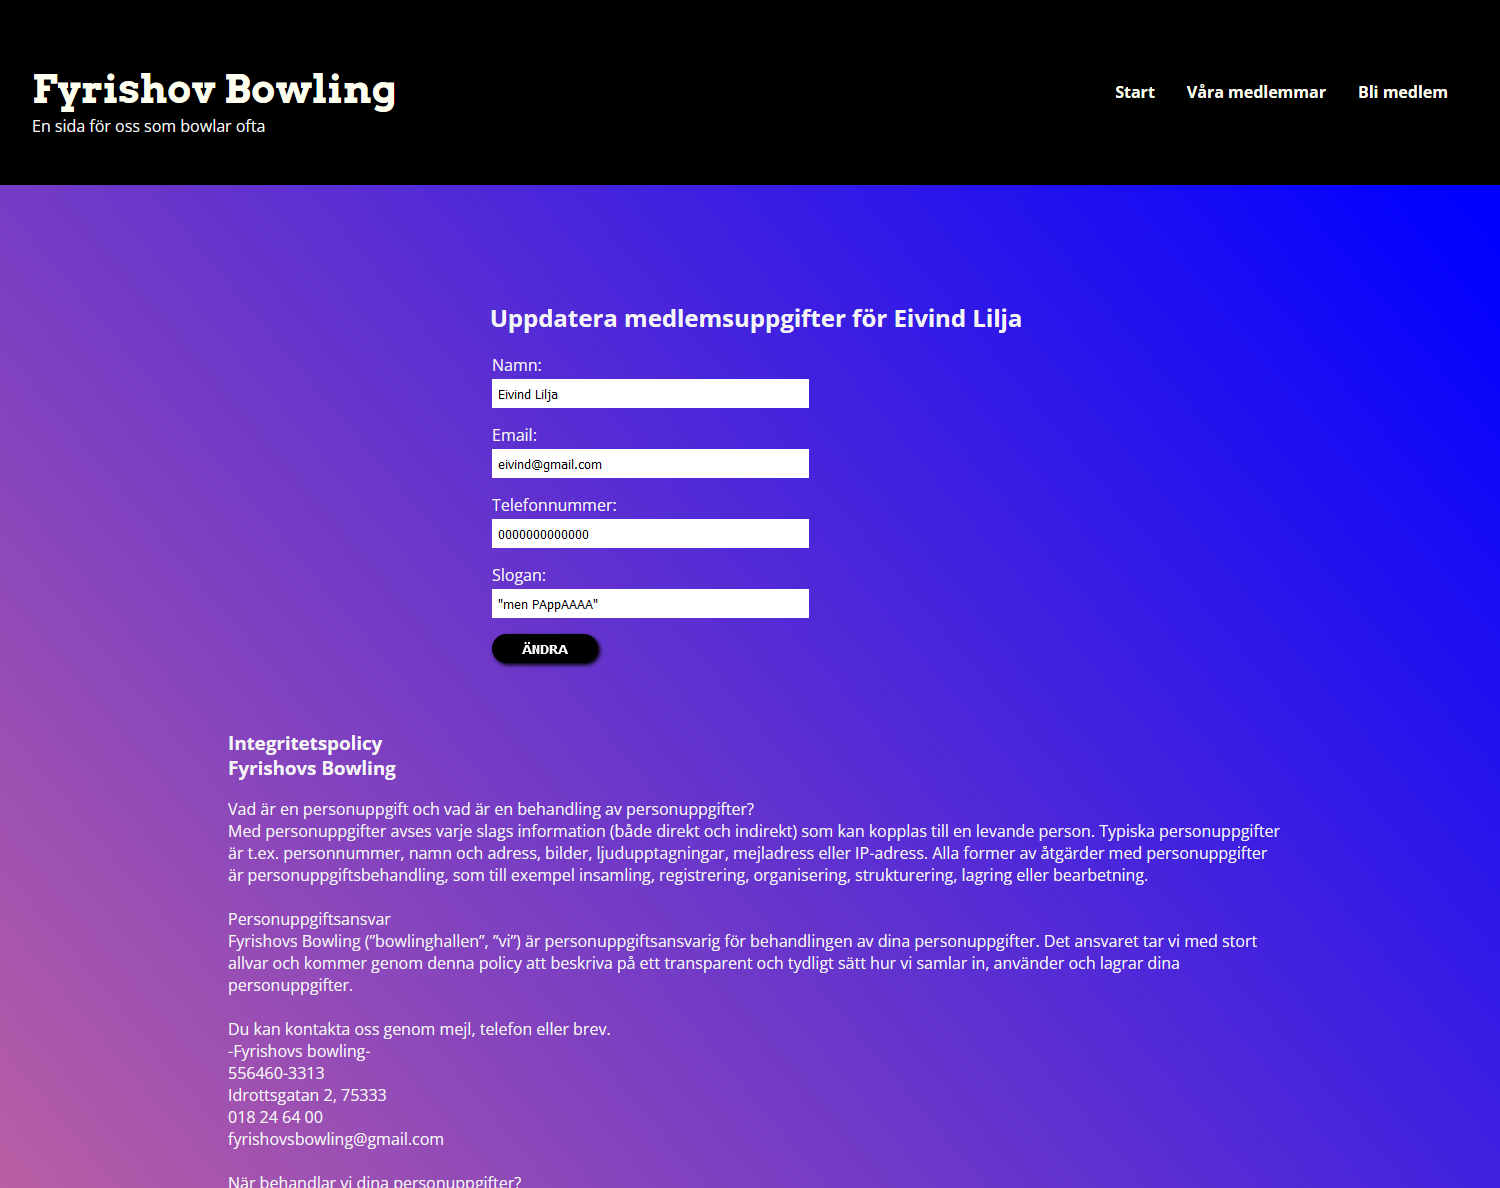 Fyrishov Bowling
En sida för oss som bowlar ofta
Start Våra medlemmar Bli medlem
Uppdatera medlemsuppgifter för Eivind Lilja
Namn:
Eivind Lilja
Email:
eivind@gmail.com
Telefonnummer:
0000000000000
Slogan:
"men PAppAAAA"
ÄNDRA
Integritetspolicy
Fyrishovs Bowling
Vad är en personuppgift och vad är en behandling av personuppgifter?
Med personuppgifter avses varje slags information (både direkt och indirekt) som kan kopplas till en levande person. Typiska personuppgifter
är t.ex. personnummer, namn och adress, bilder, ljudupptagningar, mejladress eller IP-adress. Alla former av åtgärder med personuppgifter
är personuppgiftsbehandling, som till exempel insamling, registrering, organisering, strukturering, lagring eller bearbetning.
Personuppgiftsansvar
Fyrishovs Bowling (”bowlinghallen”, ”vi”) är personuppgiftsansvarig för behandlingen av dina personuppgifter. Det ansvaret tar vi med stort
allvar och kommer genom denna policy att beskriva på ett transparent och tydligt sätt hur vi samlar in, använder och lagrar dina
personuppgifter.
Du kan kontakta oss genom mejl, telefon eller brev.
-Fyrishovs bowling-
556460-3313
Idrottsgatan 2, 75333
018 24 64 00
fyrishovsbowling@gmail.com
När behandlar vi dina personuppgifter?